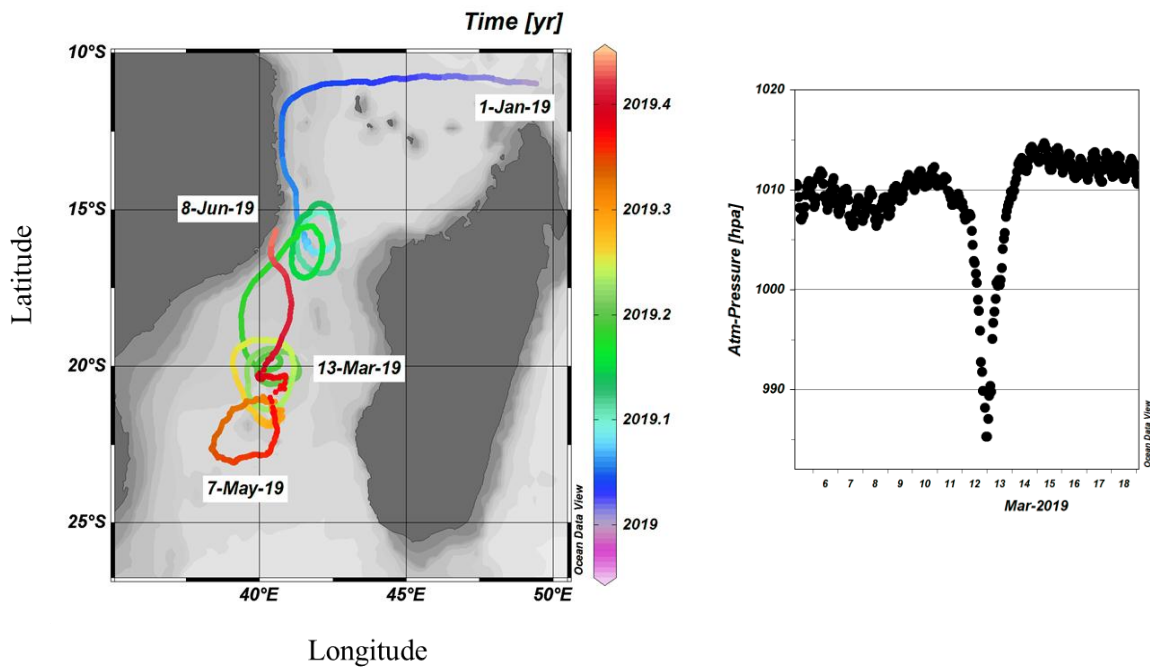 Time [yr]
10°S
15°S
20°S
25°S
Latitude
40°E
45°E
50°E
Longitude
1-Jan-19
8-Jun-19
13-Mar-19
7-May-19
Ocean Data View
2019.4
2019.3
2019.2
2019.1
2019
1020
1010
1000
990
Atm-Pressure [hpa]
6 7 8 9 10 11 12 13 14 15 16 17 18
Mar-2019
Ocean Data View